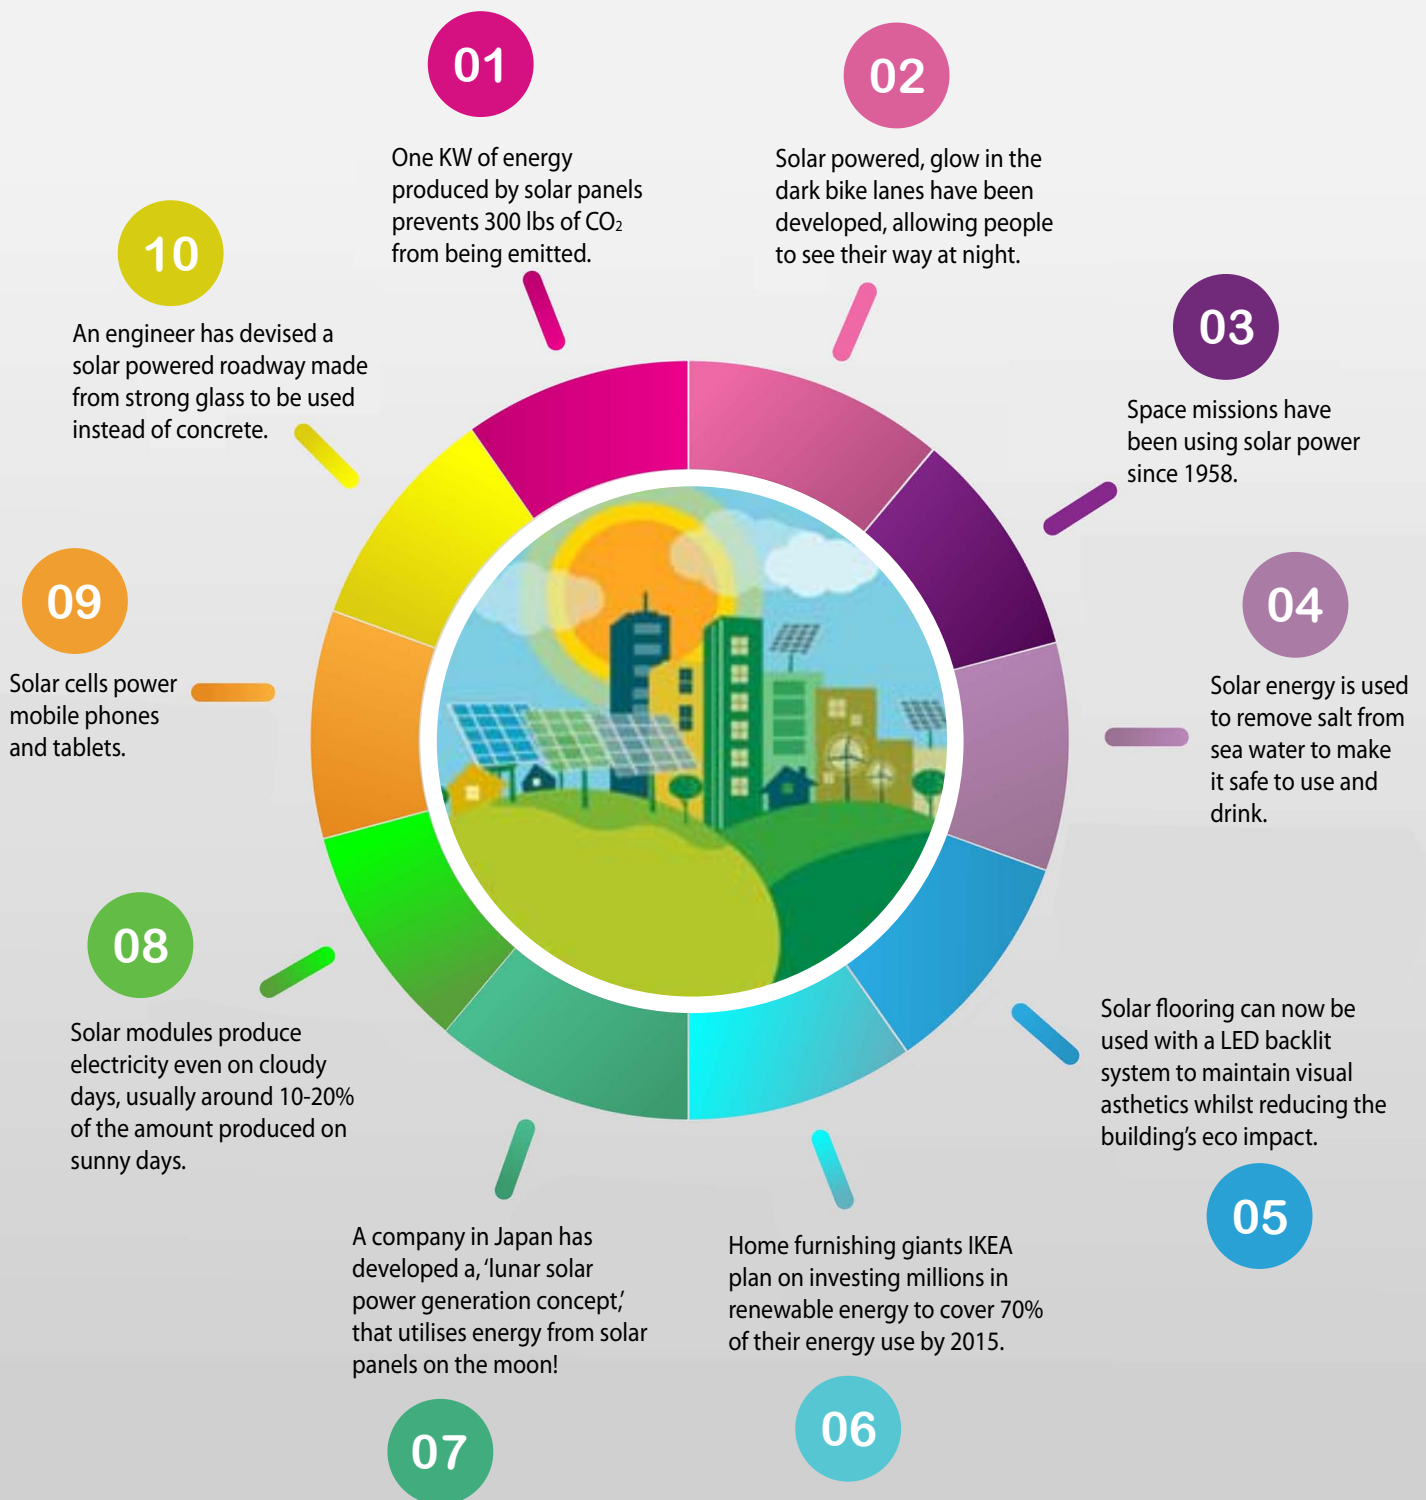 01
One KW of energy
produced by solar panels
prevents 300 lbs of CO₂
from being emitted.
02
Solar powered, glow in the
dark bike lanes have been
developed, allowing people
to see their way at night.
03
Space missions have
been using solar power
since 1958.
04
Solar energy is used
to remove salt from
sea water to make
it safe to use and
drink.
Solar flooring can now be
used with a LED backlit
system to maintain visual
asthetics whilst reducing the
building’s eco impact.
05
Home furnishing giants IKEA
plan on investing millions in
renewable energy to cover 70%
of their energy use by 2015.
06
A company in Japan has
developed a, ‘lunar solar
power generation concept,’
that utilises energy from solar
panels on the moon!
07
08
Solar modules produce
electricity even on cloudy
days, usually around 10-20%
of the amount produced on
sunny days.
09
Solar cells power
mobile phones
and tablets.
10
An engineer has devised a
solar powered roadway made
from strong glass to be used
instead of concrete.